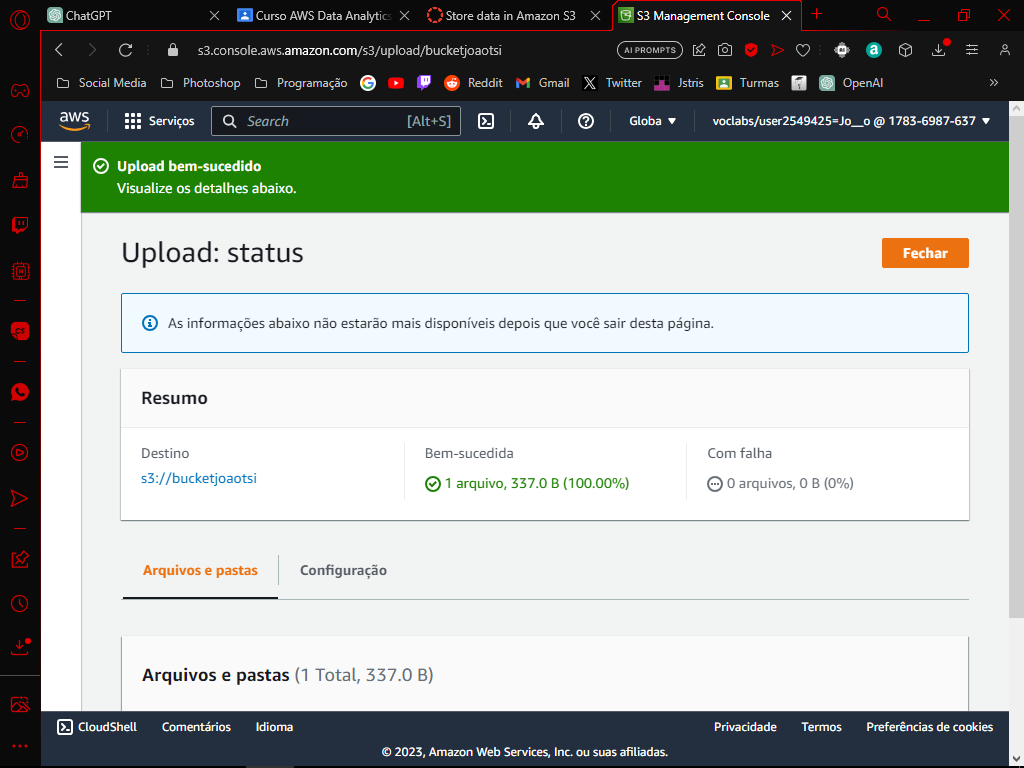 ChatGPT
Curso AWS Data Analytics
Store data in Amazon S3
S3 Management Console
s3.console.aws.amazon.com/s3/upload/bucketjoaotsi
AI PROMPTS
Social Media
Photoshop
Programação
Reddit
Gmail
Twitter
Jstris
Turmas
OpenAI
aws
Serviços
Search
[Alt+S]
Globa
voclabs/user2549425=Jo__o @ 1783-6987-637
Upload bem-sucedido
Visualize os detalhes abaixo.
Upload: status
Fechar
As informações abaixo não estarão mais disponíveis depois que você sair desta página.
Resumo
Destino
s3://bucketjoaotsi
Bem-sucedida
1 arquivo, 337.0 B (100.00%)
Com falha
0 arquivos, 0 B (0%)
Arquivos e pastas
Configuração
Arquivos e pastas (1 Total, 337.0 B)
CloudShell
Comentários
Idioma
Privacidade
Termos
Preferências de cookies
© 2023, Amazon Web Services, Inc. ou suas afiliadas.